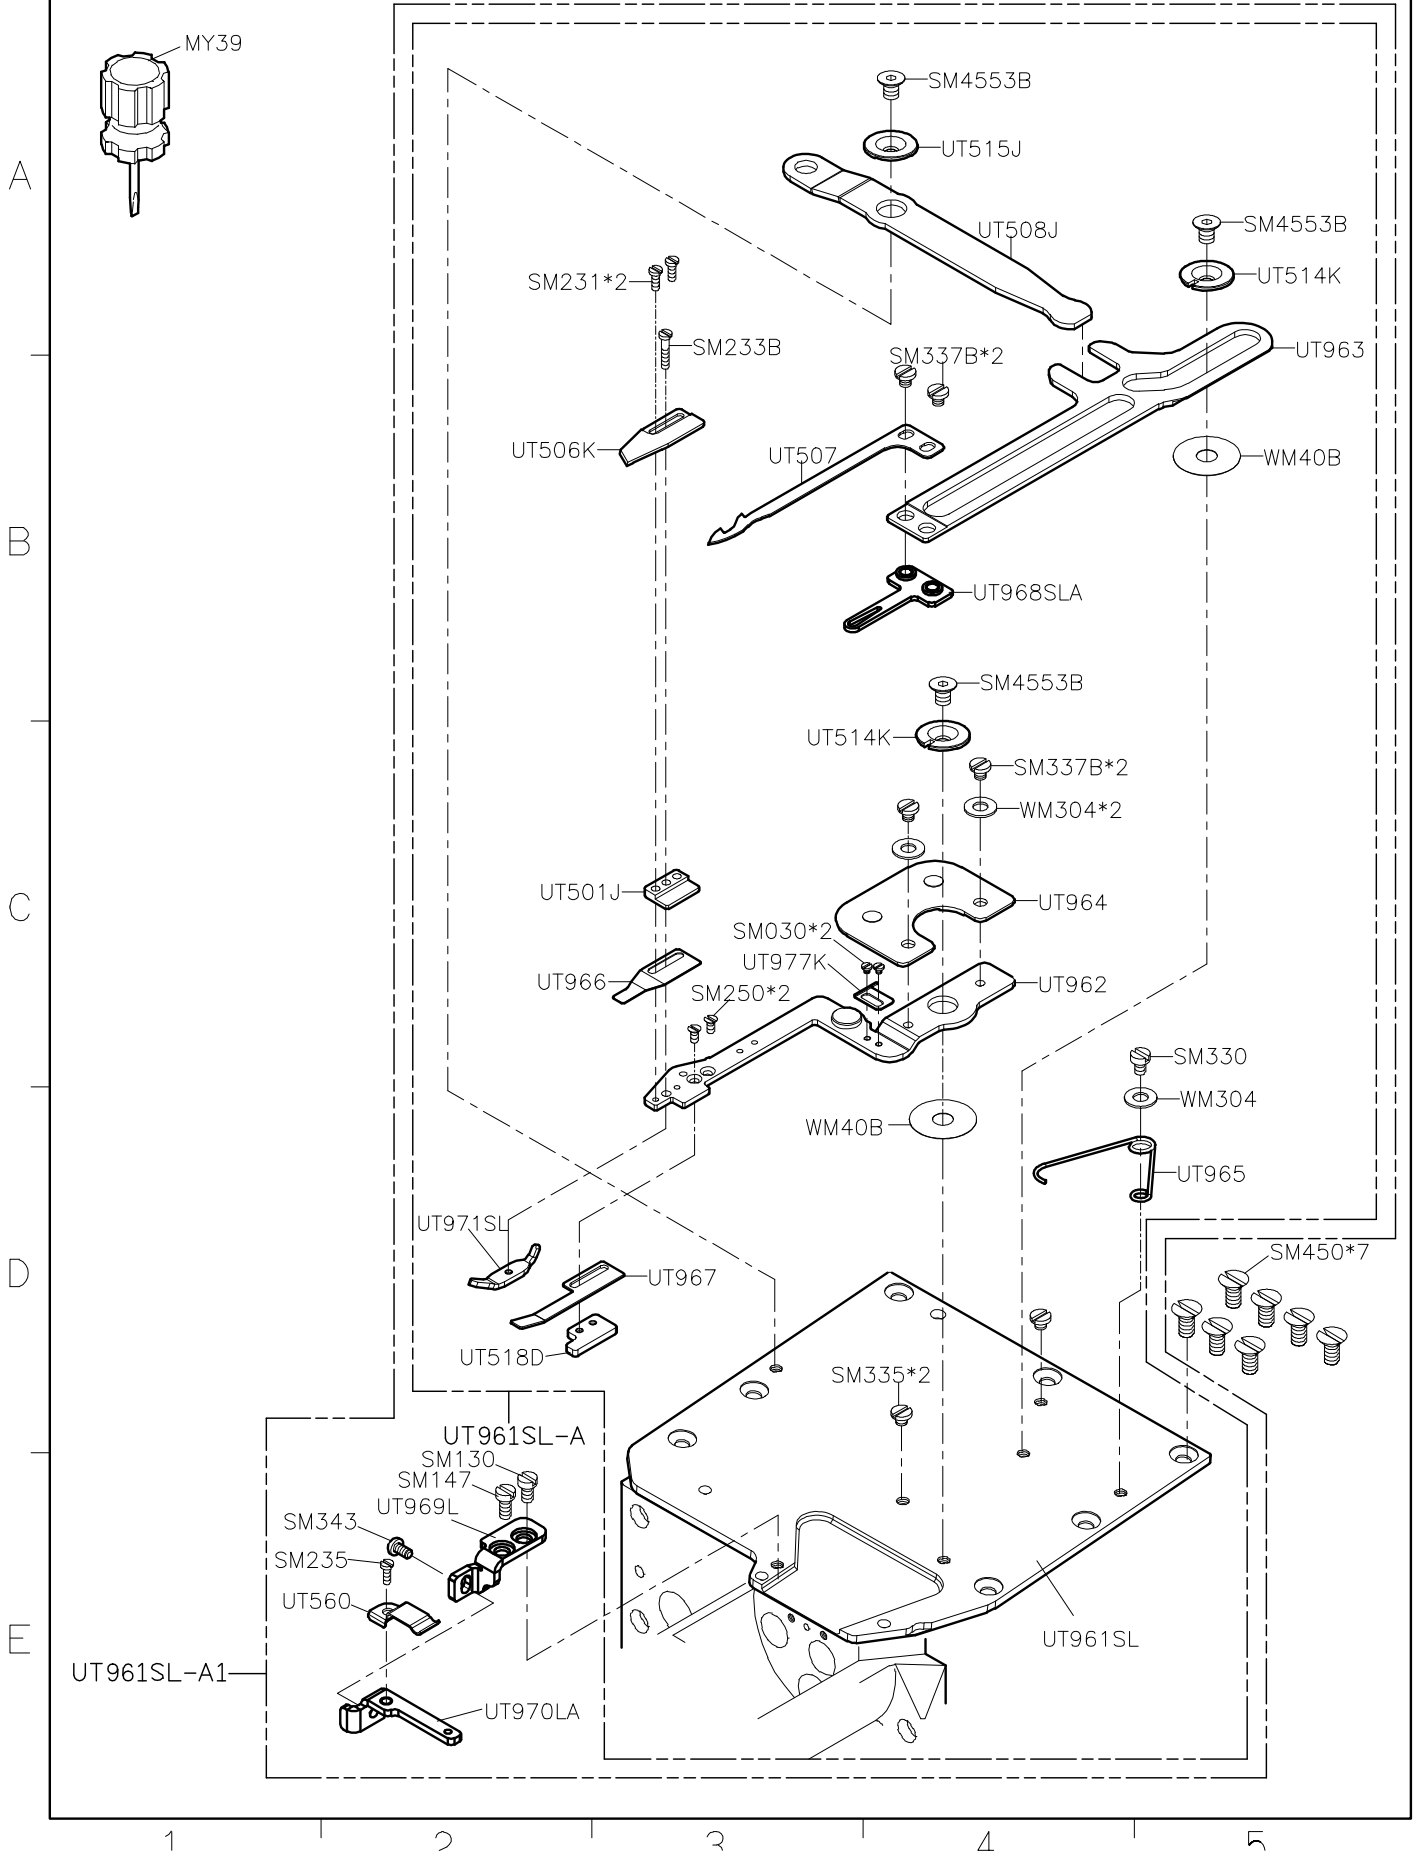 MY39
SM4553B
UT515J
A
UT508J
SM4553B
UT514K
SM231*2
SM233B
SM337B*2
UT963
UT506K
UT507
WM40B
B
UT968SLA
SM4553B
UT514K
SM337B*2
WM304*2
UT501J
UT964
C
SM030*2
UT977K
UT966
SM250*2
UT962
SM330
WM304
WM40B
UT965
UT971SL
SM450*7
D
UT967
UT518D
SM335*2
UT961SL-A
SM130
SM147
UT969L
SM343
SM235
UT560
UT961SL
E
UT961SL-A1
UT970LA
1
2
3
4
5